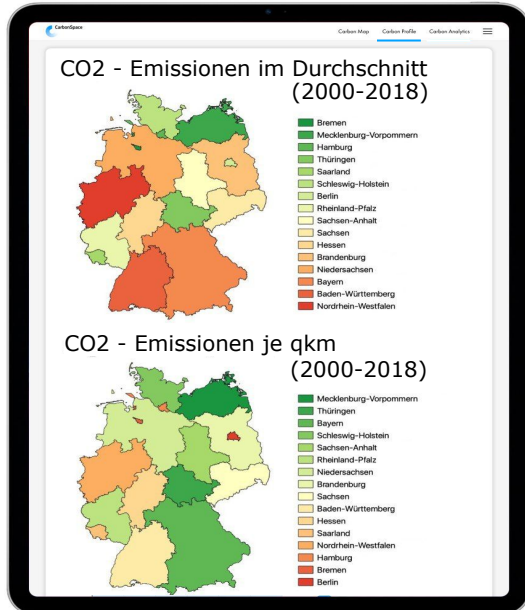 CarbonSpace
Carbon Map Carbon Profile Carbon Analytics
CO2 - Emissionen im Durchschnitt
(2000-2018)
Bremen
Mecklenburg-Vorpommern
Hamburg
Thüringen
Saarland
Schleswig-Holstein
Berlin
Rheinland-Pfalz
Sachsen-Anhalt
Sachsen
Hessen
Brandenburg
Niedersachsen
Bayern
Baden-Württemberg
Nordrhein-Westfalen
CO2 - Emissionen je qkm
(2000-2018)
Mecklenburg-Vorpommern
Thüringen
Bayern
Schleswig-Holstein
Sachsen-Anhalt
Rheinland-Pfalz
Niedersachsen
Brandenburg
Sachsen
Baden-Württemberg
Hessen
Saarland
Nordrhein-Westfalen
Hamburg
Bremen
Berlin